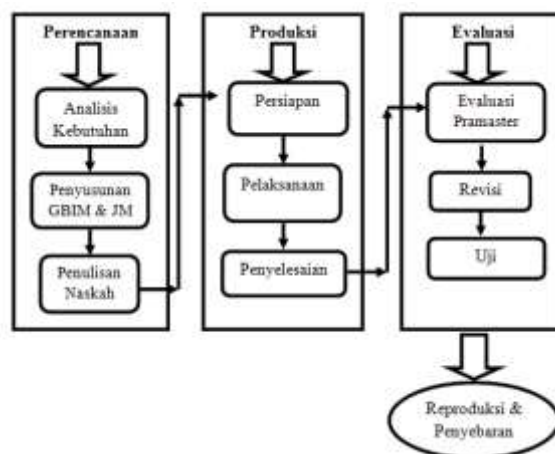 Perencanaan
Analisis
Kebutuhan
Penyusunan
GBIM & JM
Penulisan
Naskah
Produksi
Persiapan
Pelaksanaan
Penyelesaian
Evaluasi
Evaluasi
Pramaster
Revisi
Uji
Reproduksi &
Penyebaran